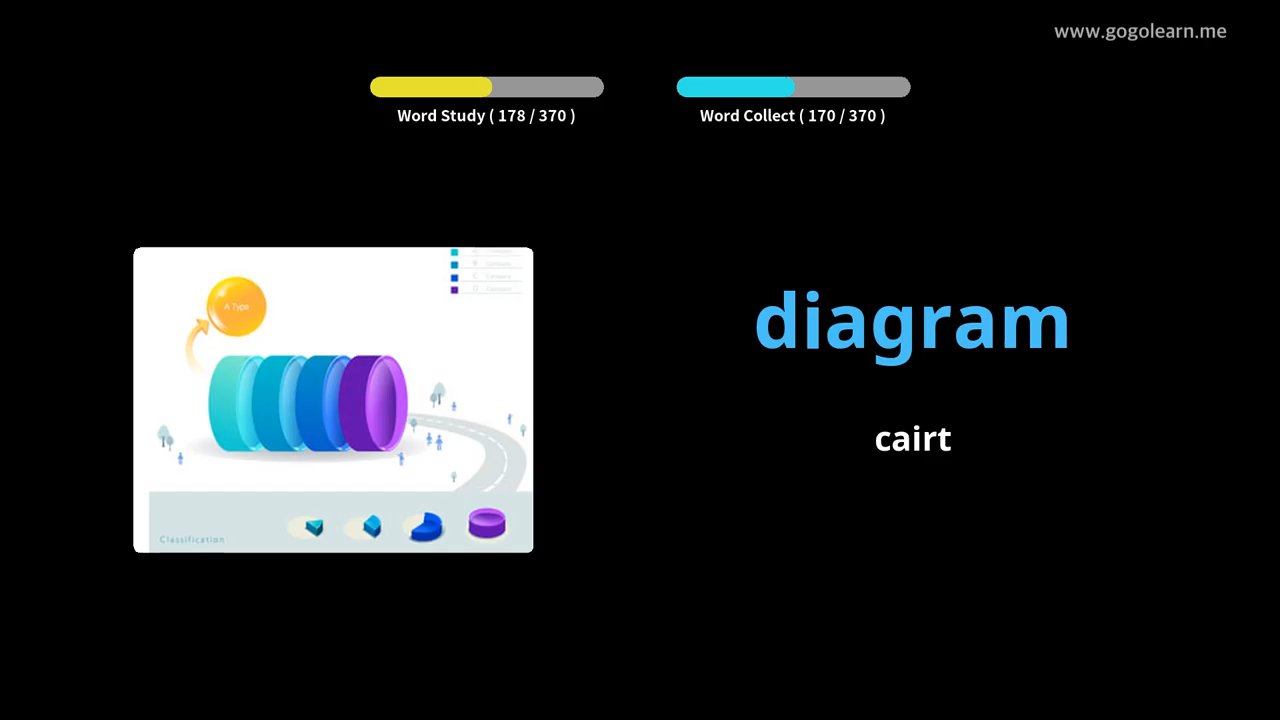 www.gogolearn.me
Word Study ( 178 / 370 )
Word Collect ( 170 / 370 )
A Type
diagram
cairt
Classification